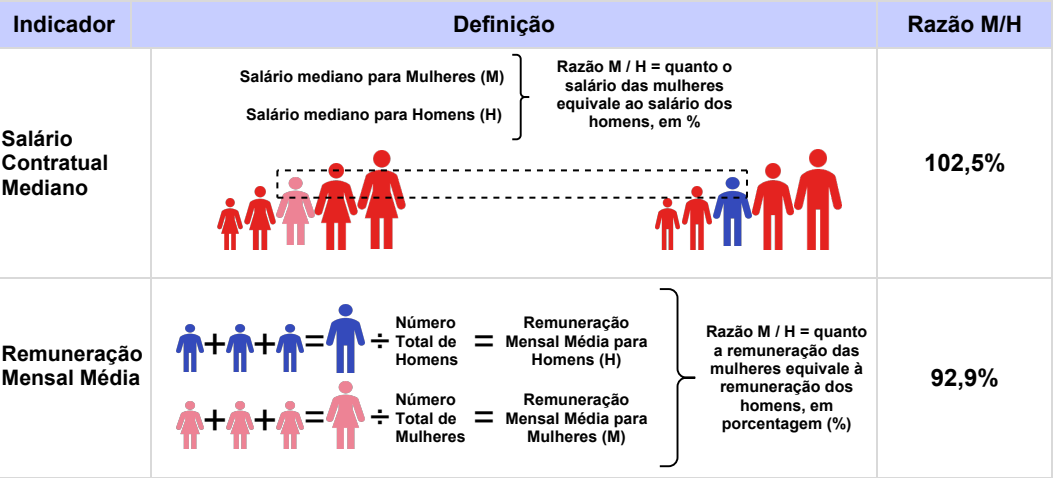 Indicador
Definição
Razão M/H
Salário
Contratual
Mediano
Salário mediano para Mulheres (M)
Salário mediano para Homens (H)
Razão M / H = quanto o
salário das mulheres
equivale ao salário dos
homens, em %
102,5%
Remuneração
Mensal Média
+ + = ÷
Número
Total de
Homens
=
Remuneração
Mensal Média para
Homens (H)
+ + = ÷
Número
Total de
Mulheres
=
Remuneração
Mensal Média para
Mulheres (M)
Razão M / H = quanto
a remuneração das
mulheres equivale à
remuneração dos
homens, em
porcentagem (%)
92,9%